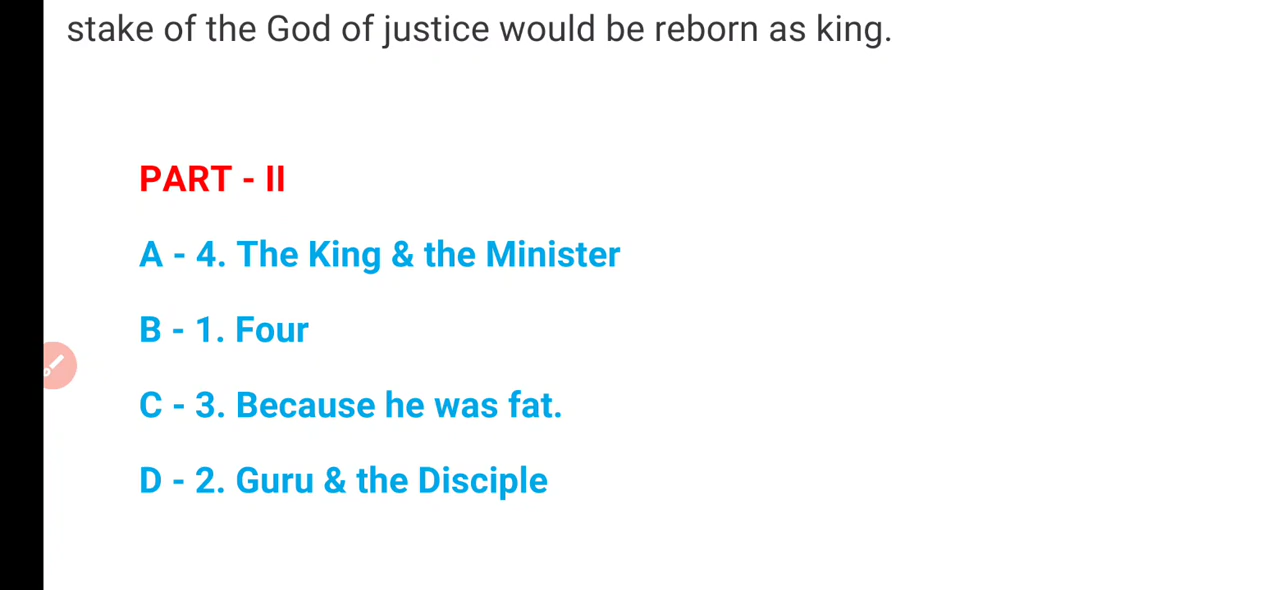 stake of the God of justice would be reborn as king.
PART - II
A - 4. The King & the Minister
B - 1. Four
C - 3. Because he was fat.
D - 2. Guru & the Disciple